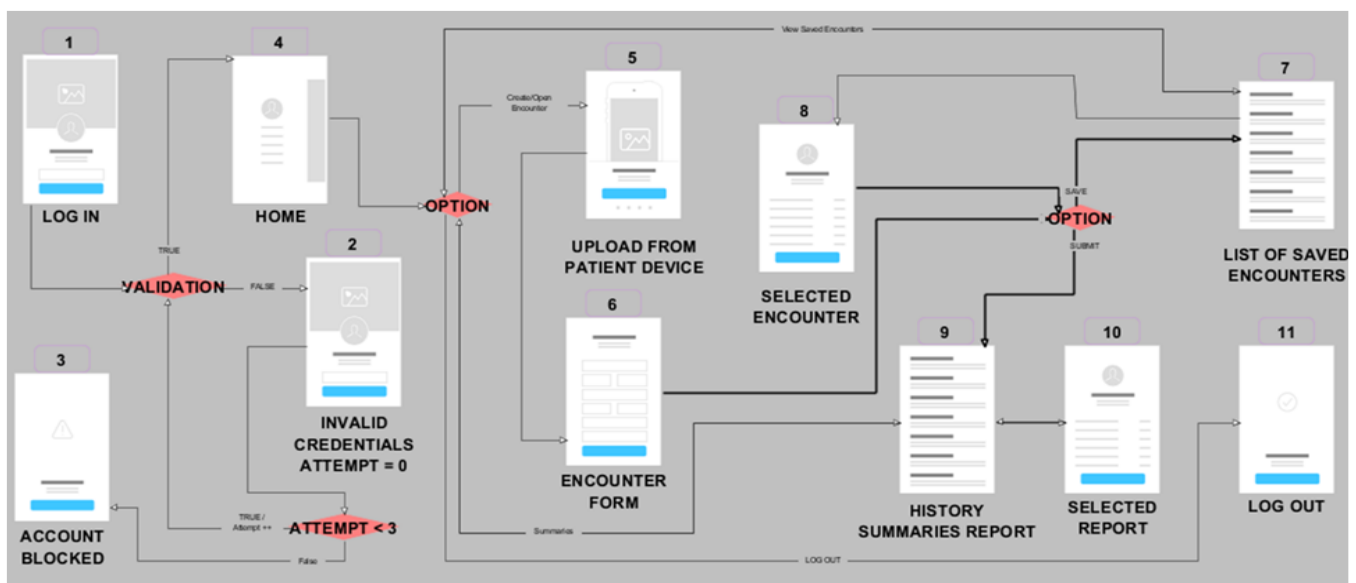 1
LOG IN
4
HOME
TRUE
VALIDATION
FALSE
2
INVALID
CREDENTIALS
ATTEMPT = 0
3
ACCOUNT
BLOCKED
TRUE /
Attempt ++
ATTEMPT < 3
False
View Saved Encounters
OPTION
Create/Open
Encounter
5
UPLOAD FROM
PATIENT DEVICE
6
ENCOUNTER
FORM
8
SELECTED
ENCOUNTER
SAVE
OPTION
SUBMIT
7
LIST OF SAVED
ENCOUNTERS
9
HISTORY
SUMMARIES REPORT
10
SELECTED
REPORT
11
LOG OUT
Summaries
LOG OUT